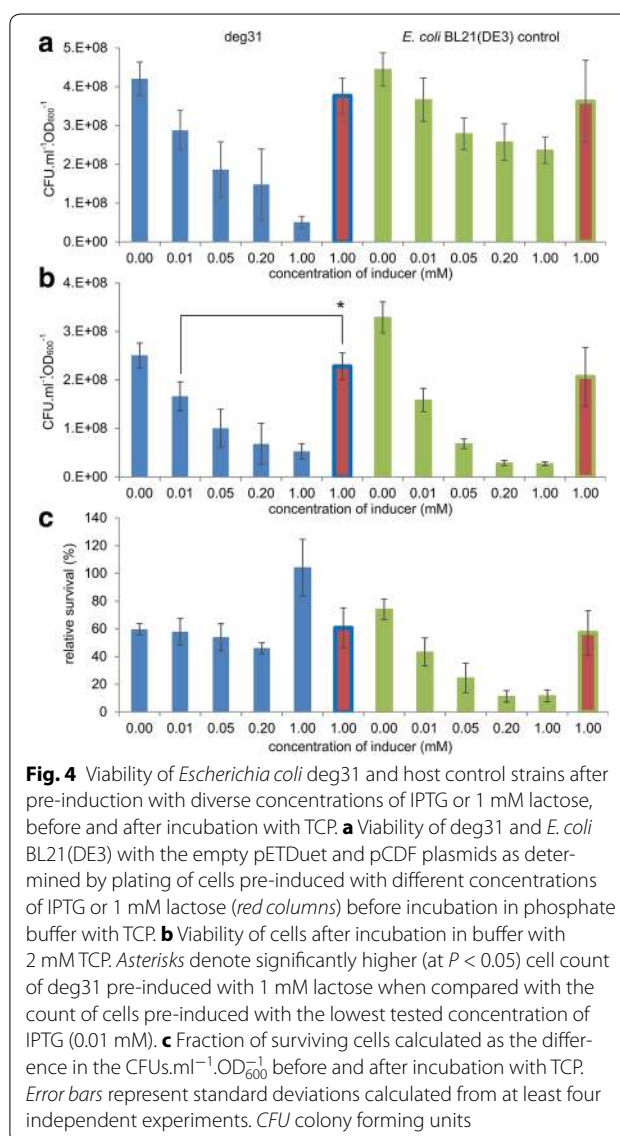 a
deg31
E. coli BL21(DE3) control
5.E+08
4.E+08
3.E+08
2.E+08
1.E+08
0.E+00
CFU.ml⁻¹.OD₆₀₀⁻¹
0.00 0.01 0.05 0.20 1.00 1.00 0.00 0.01 0.05 0.20 1.00 1.00
concentration of inducer (mM)
b
4.E+08
3.E+08
2.E+08
1.E+08
0.E+00
CFU.ml⁻¹.OD₆₀₀⁻¹
*
0.00 0.01 0.05 0.20 1.00 1.00 0.00 0.01 0.05 0.20 1.00 1.00
concentration of inducer (mM)
c
140
120
100
80
60
40
20
0
relative survival (%)
0.00 0.01 0.05 0.20 1.00 1.00 0.00 0.01 0.05 0.20 1.00 1.00
concentration of inducer (mM)
Fig. 4 Viability of Escherichia coli deg31 and host control strains after
pre-induction with diverse concentrations of IPTG or 1 mM lactose,
before and after incubation with TCP. a Viability of deg31 and E. coli
BL21(DE3) with the empty pETDuet and pCDF plasmids as deter-
mined by plating of cells pre-induced with different concentrations
of IPTG or 1 mM lactose (red columns) before incubation in phosphate
buffer with TCP. b Viability of cells after incubation in buffer with
2 mM TCP. Asterisks denote significantly higher (at P < 0.05) cell count
of deg31 pre-induced with 1 mM lactose when compared with the
count of cells pre-induced with the lowest tested concentration of
IPTG (0.01 mM). c Fraction of surviving cells calculated as the differ-
ence in the CFUs.ml⁻¹.OD₆₀₀⁻¹ before and after incubation with TCP.
Error bars represent standard deviations calculated from at least four
independent experiments. CFU colony forming units